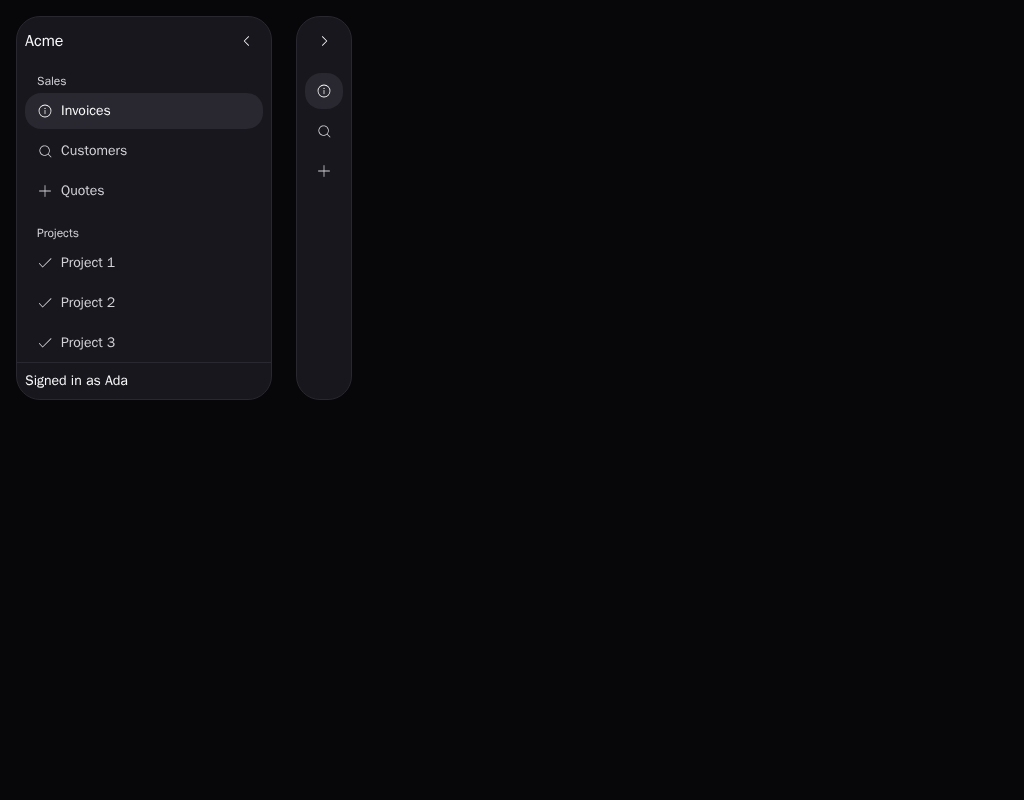 Acme
Sales
Invoices
Customers
Quotes
Projects
Project 1
Project 2
Project 3
Signed in as Ada